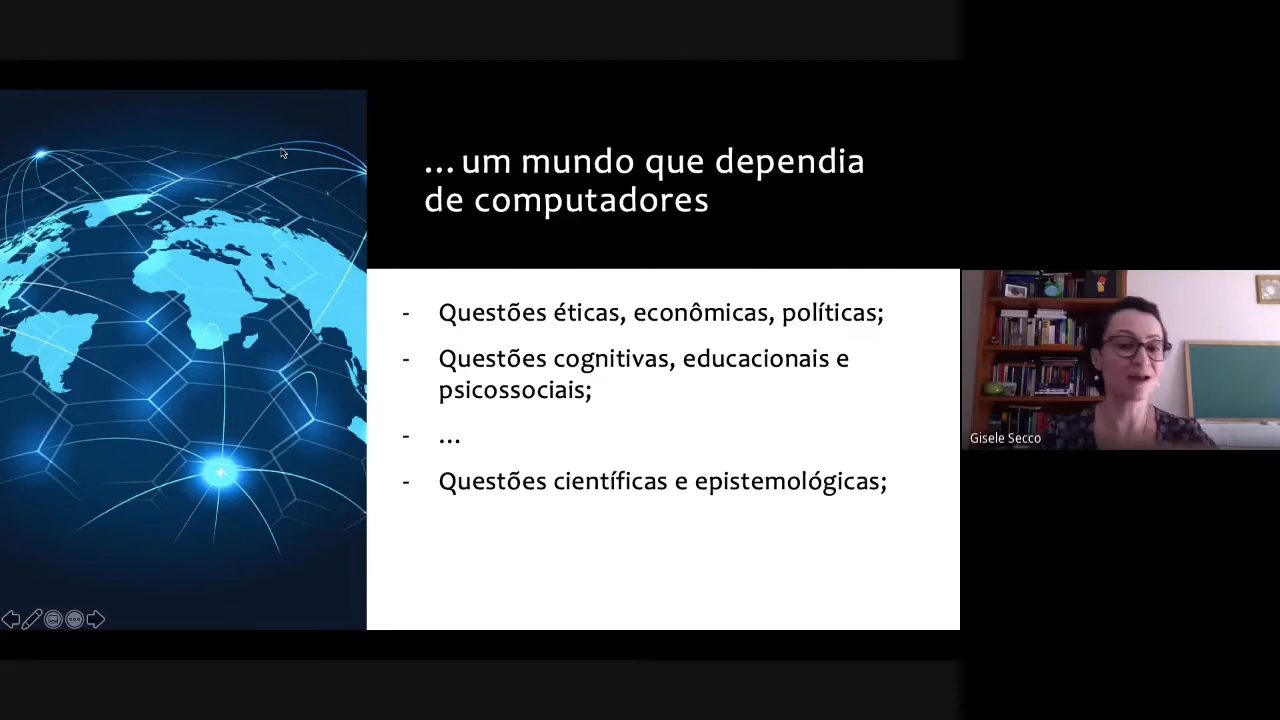 ...um mundo que dependia
de computadores
- Questões éticas, econômicas, políticas;
- Questões cognitivas, educacionais e
psicossociais;
- ...
- Questões científicas e epistemológicas;
Gisele Secco